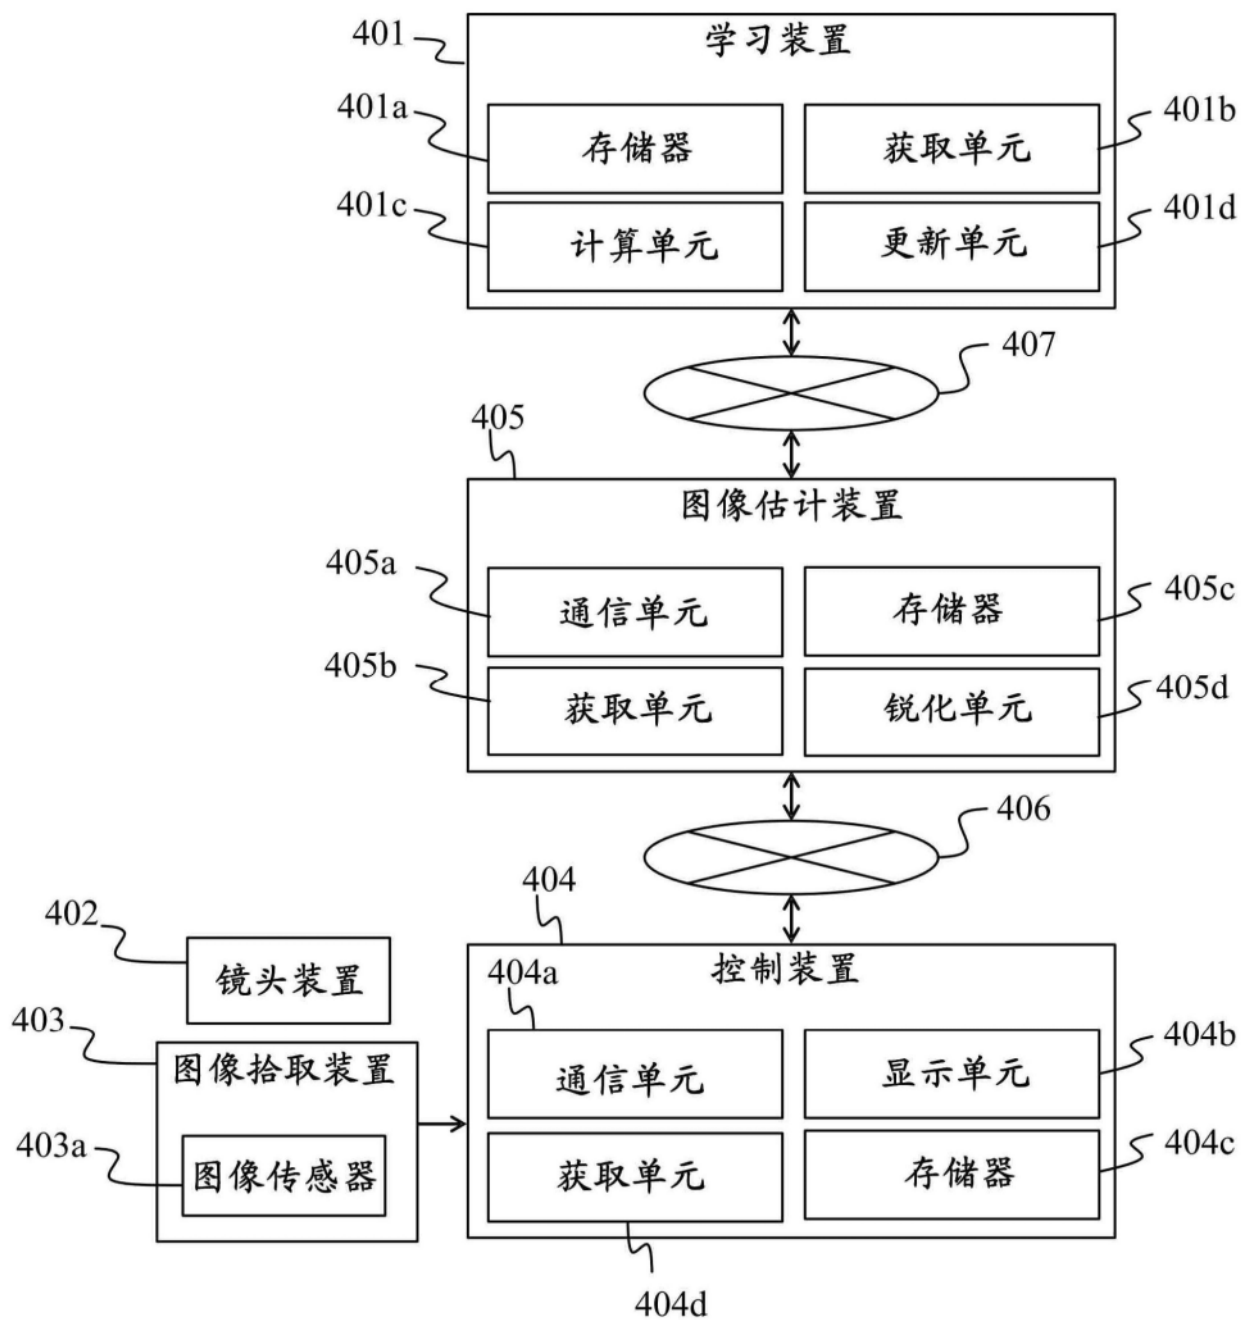 401
学习装置
401a
存储器
获取单元
401b
401c
计算单元
更新单元
401d
407
405
图像估计装置
405a
通信单元
存储器
405c
405b
获取单元
锐化单元
405d
406
404
402
镜头装置
404a
控制装置
403
图像拾取装置
通信单元
显示单元
404b
403a
图像传感器
获取单元
存储器
404c
404d